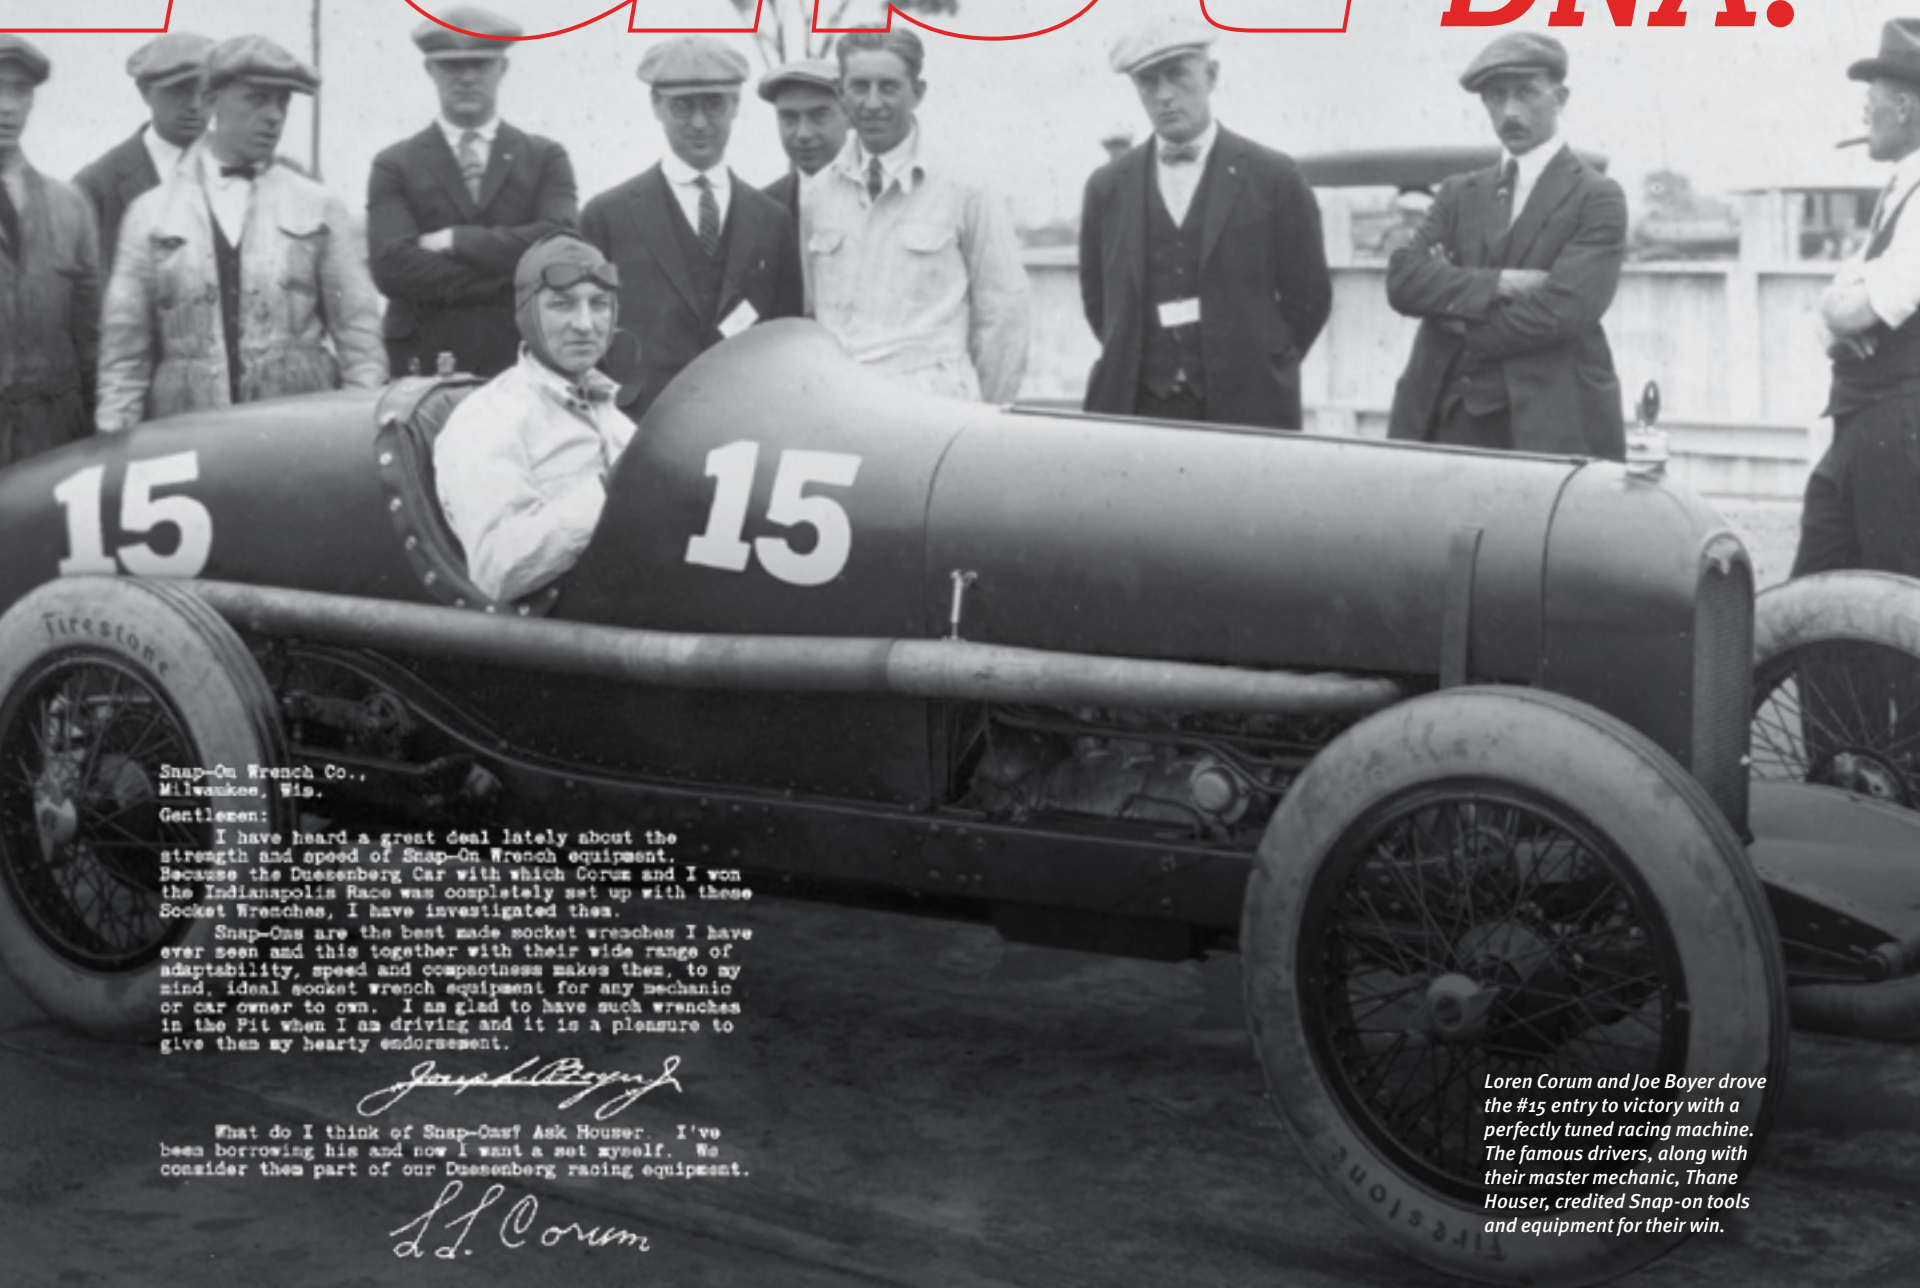 DNA.
15
15
Firestone
Snap-On Wrench Co.,
Milwaukee, Wis.
Gentlemen:
I have heard a great deal lately about the
strength and speed of Snap-On Wrench equipment.
Because the Duesenberg Car with which Corum and I won
the Indianapolis Race was completely set up with these
Socket Wrenches, I have investigated them.
Snap-Ons are the best made socket wrenches I have
ever seen and this together with their wide range of
adaptability, speed and compactness makes them, to my
mind, ideal socket wrench equipment for any mechanic
or car owner to own. I am glad to have such wrenches
in the Pit when I am driving and it is a pleasure to
give them my hearty endorsement.
Joseph Boyer Jr
What do I think of Snap-Ons? Ask Houser. I've
been borrowing his and now I want a set myself. We
consider them part of our Duesenberg racing equipment.
L.L. Corum
Loren Corum and Joe Boyer drove
the #15 entry to victory with a
perfectly tuned racing machine.
The famous drivers, along with
their master mechanic, Thane
Houser, credited Snap-on tools
and equipment for their win.
Firestone